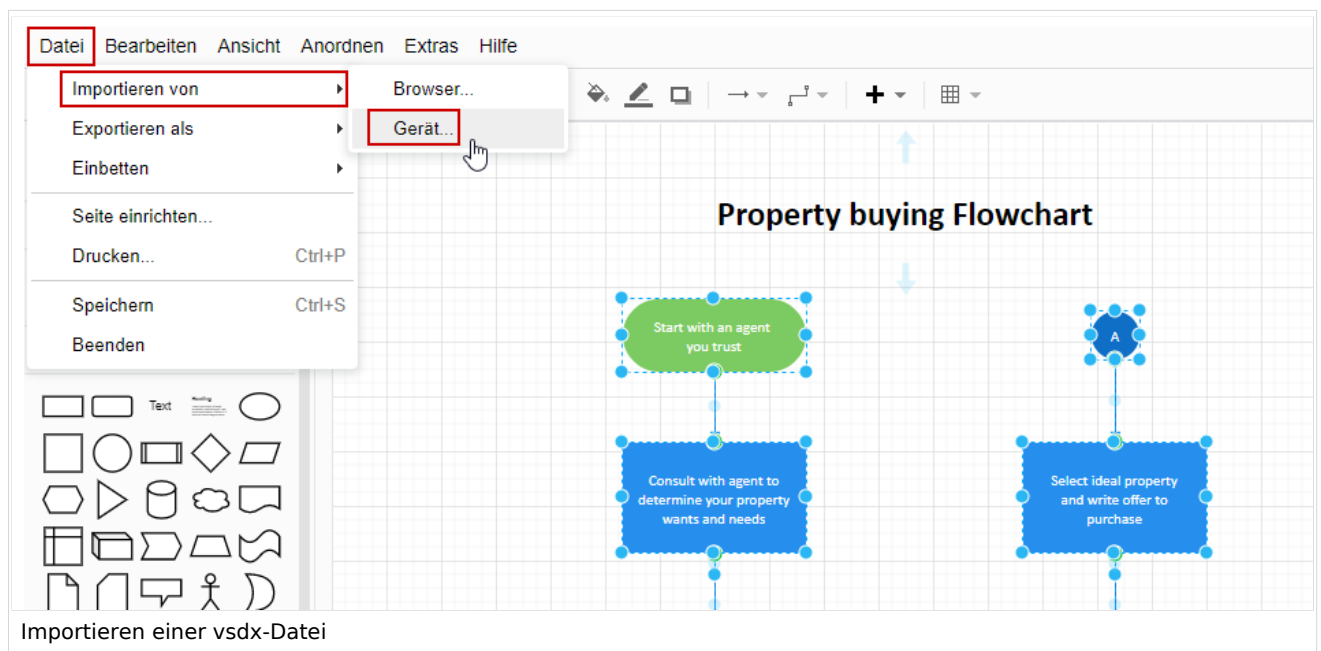 Datei Bearbeiten Ansicht Anordnen Extras Hilfe
Importieren von
Browser...
Exportieren als
Gerät...
Einbetten
Seite einrichten...
Drucken... Ctrl+P
Speichern Ctrl+S
Beenden
Text
Heading
Property buying Flowchart
Start with an agent
you trust
A
Consult with agent to
determine your property
wants and needs
Select ideal property
and write offer to
purchase
Importieren einer vsdx-Datei